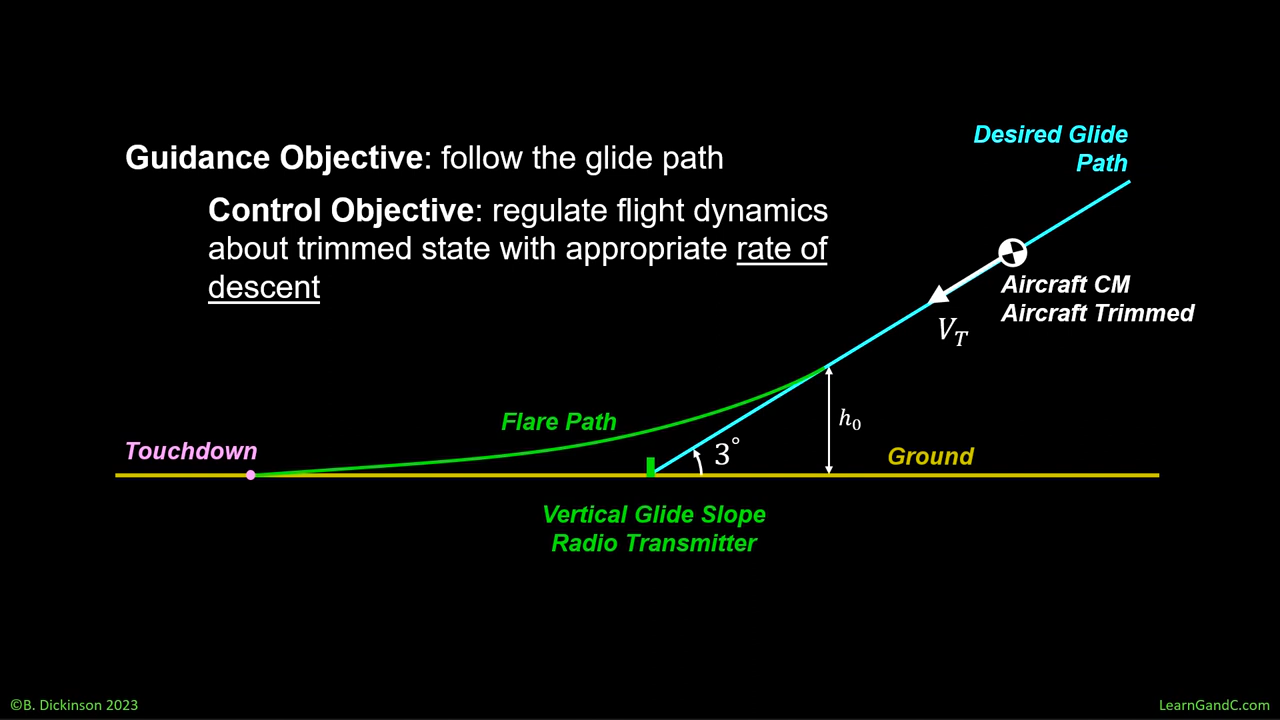 Desired Glide
Path
Guidance Objective: follow the glide path
Control Objective: regulate flight dynamics
about trimmed state with appropriate rate of
descent
Aircraft CM
Aircraft Trimmed
V_T
h_0
Flare Path
Touchdown
3°
Ground
Vertical Glide Slope
Radio Transmitter
©B. Dickinson 2023
LearnGandC.com